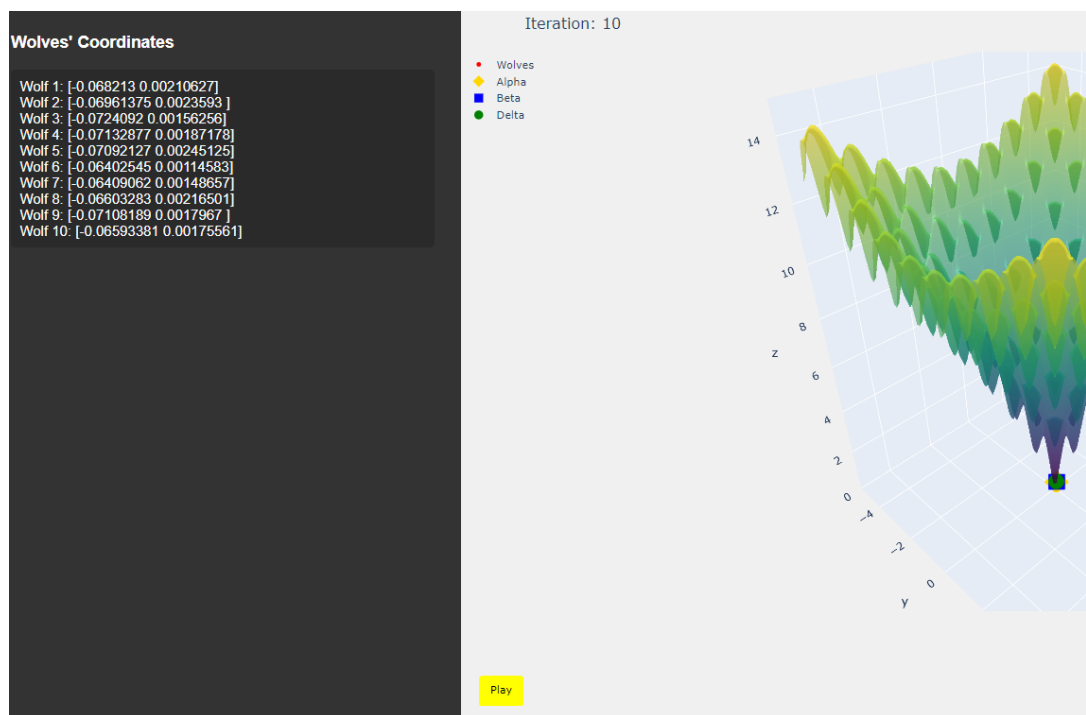 Wolves' Coordinates
Wolf 1: [-0.068213 0.00210627]
Wolf 2: [-0.06961375 0.0023593 ]
Wolf 3: [-0.0724092 0.00156256]
Wolf 4: [-0.07132877 0.00187178]
Wolf 5: [-0.07092127 0.00245125]
Wolf 6: [-0.06402545 0.00114583]
Wolf 7: [-0.06409062 0.00148657]
Wolf 8: [-0.06603283 0.00216501]
Wolf 9: [-0.07108189 0.0017967 ]
Wolf 10: [-0.06593381 0.00175561]
Iteration: 10
Wolves
Alpha
Beta
Delta
14
12
10
8
z
6
4
2
0
−4
−2
0
y
Play